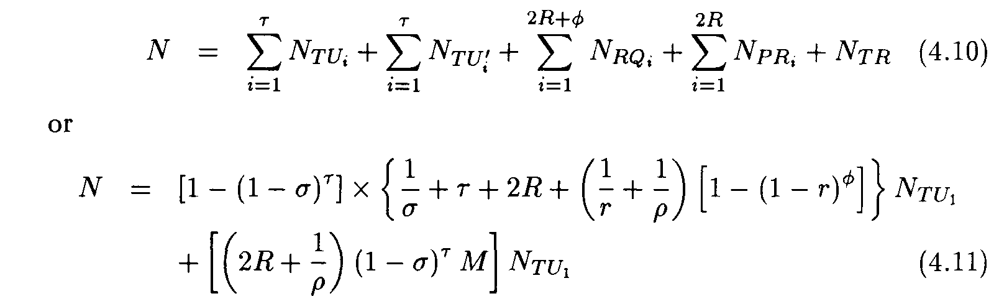 $N = \sum_{i=1}^{\tau} N_{TU_i} + \sum_{i=1}^{\tau} N_{TU'_i} + \sum_{i=1}^{2R+\phi} N_{RQ_i} + \sum_{i=1}^{2R} N_{PR_i} + N_{TR} \quad (4.10)$
or
$N = [1 - (1 - \sigma)^{\tau}] \times \left\{ \frac{1}{\sigma} + \tau + 2R + \left( \frac{1}{r} + \frac{1}{\rho} \right) \left[ 1 - (1 - r)^{\phi} \right] \right\} N_{TU_1}$
$+ \left[ \left( 2R + \frac{1}{\rho} \right) (1 - \sigma)^{\tau} M \right] N_{TU_1} \quad (4.11)$